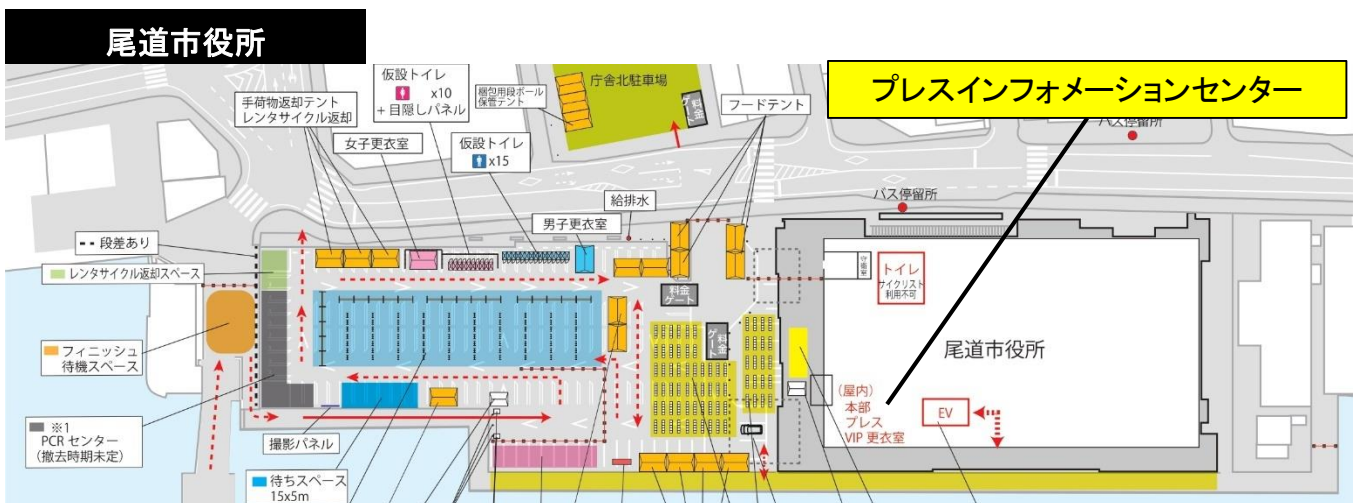 尾道市役所
プレスインフォメーションセンター
仮設トイレ
x10
+目隠しパネル
手荷物返却テント
レンタサイクル返却
梱包用段ボール
保管テント
庁舎北駐車場
料金
ゲート
フードテント
バス停留所
女子更衣室
仮設トイレ
x15
バス停留所
給排水
男子更衣室
段差あり
レンタサイクル返却スペース
料金
ゲート
守衛室
トイレ
サイクリスト
利用不可
料金
ゲート
尾道市役所
フィニッシュ
待機スペース
(屋内)
本部
プレス
VIP 更衣室
EV
※1
PCR センター
(撤去時期未定)
撮影パネル
待ちスペース
15x5m